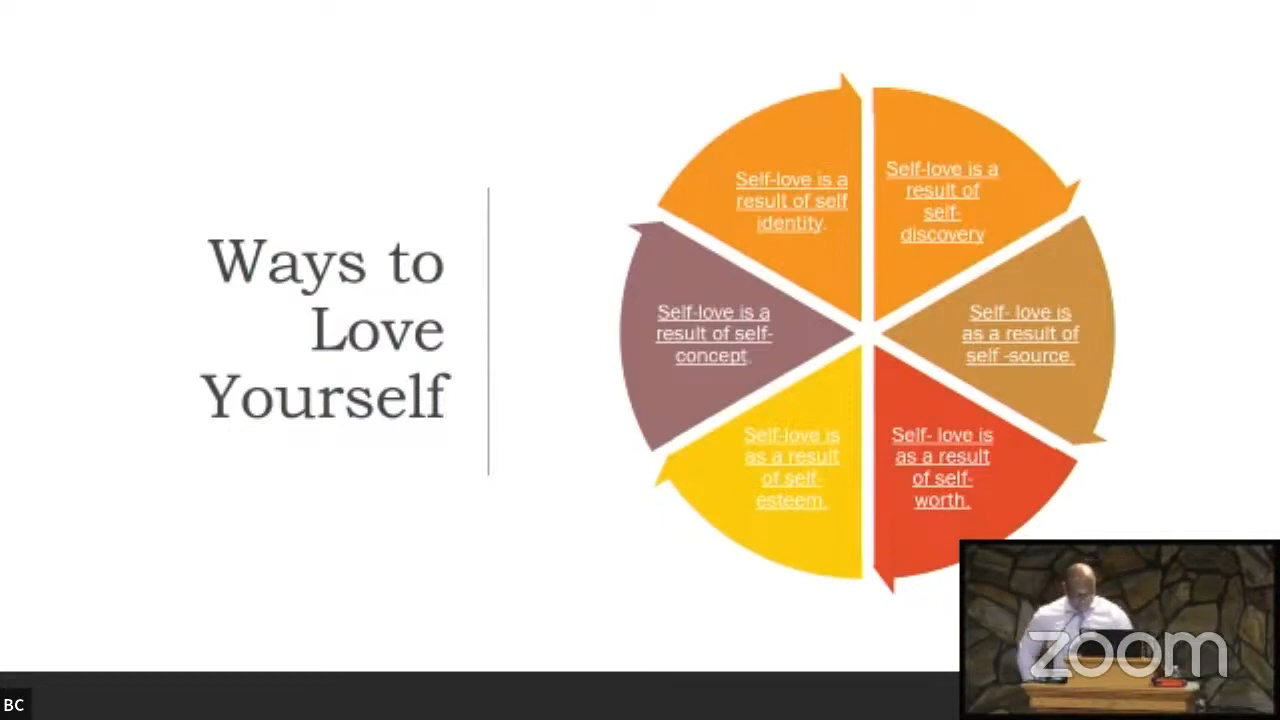 Ways to
Love
Yourself
Self-love is a
result of self
identity.
Self-love is a
result of
self-
discovery
Self- love is
as a result of
self -source.
Self- love is
as a result
of self-
worth.
Self-love is
as a result
of self-
esteem.
Self-love is a
result of self-
concept.
zoom
BC